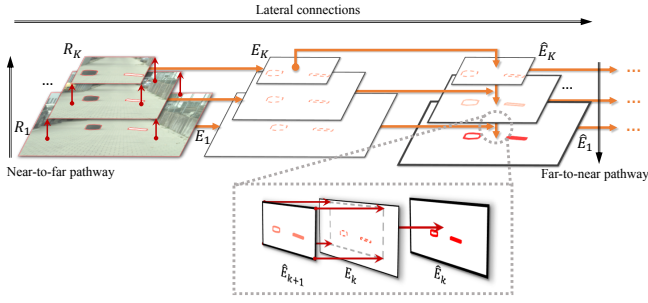 Lateral connections
R_K
E_K
Ê_K
...
...
...
...
R_1
E_1
Ê_1
...
Near-to-far pathway
Far-to-near pathway
Ê_{k+1}
E_k
Ê_k